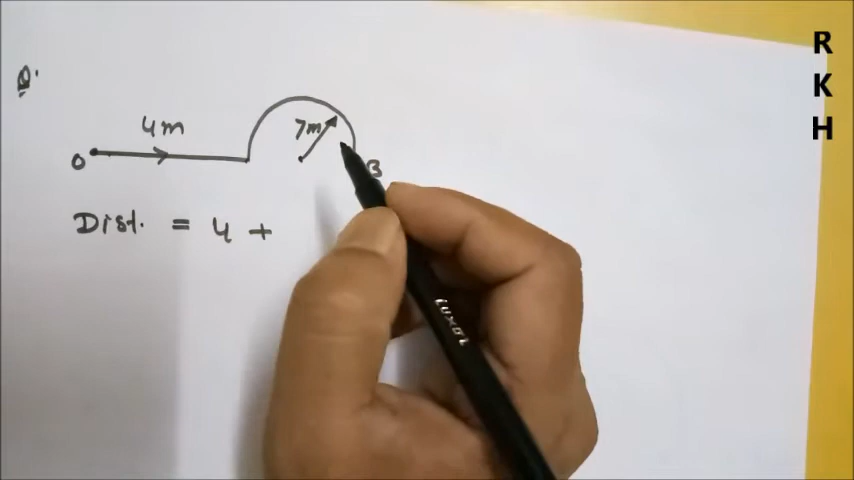 Q.
4m
7m
O
B
Dist. = 4 +
LUXOR
R
K
H